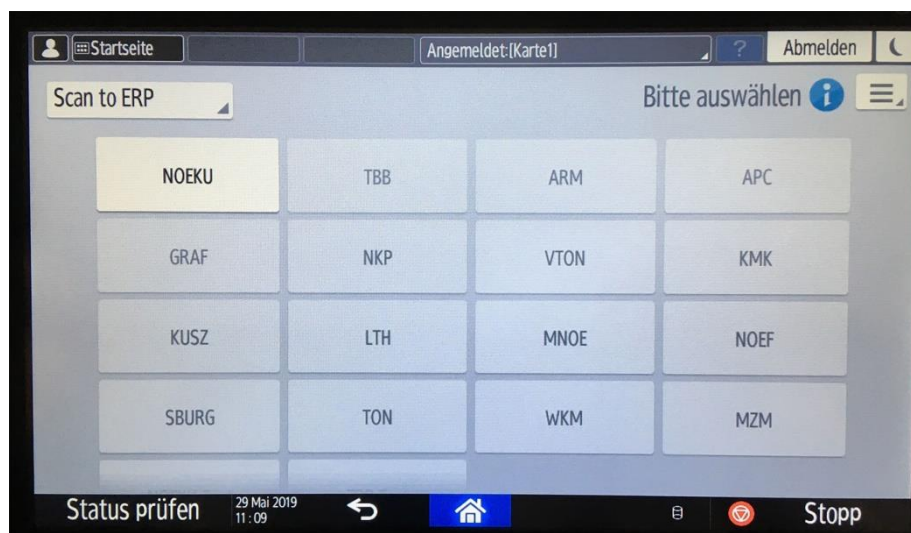 Startseite
Angemeldet:[Karte1]
?
Abmelden
Scan to ERP
Bitte auswählen i
NOEKU TBB ARM APC
GRAF NKP VTON KMK
KUSZ LTH MNOE NOEF
SBURG TON WKM MZM
Status prüfen
29 Mai 2019
11 : 09
Stopp